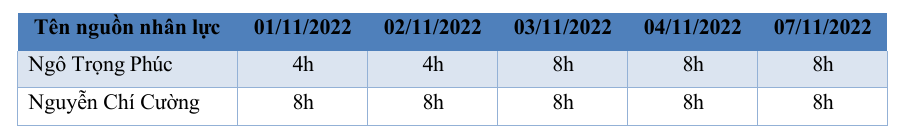 Tên nguồn nhân lực 01/11/2022 02/11/2022 03/11/2022 04/11/2022 07/11/2022
Ngô Trọng Phúc 4h 4h 8h 8h 8h
Nguyễn Chí Cường 8h 8h 8h 8h 8h